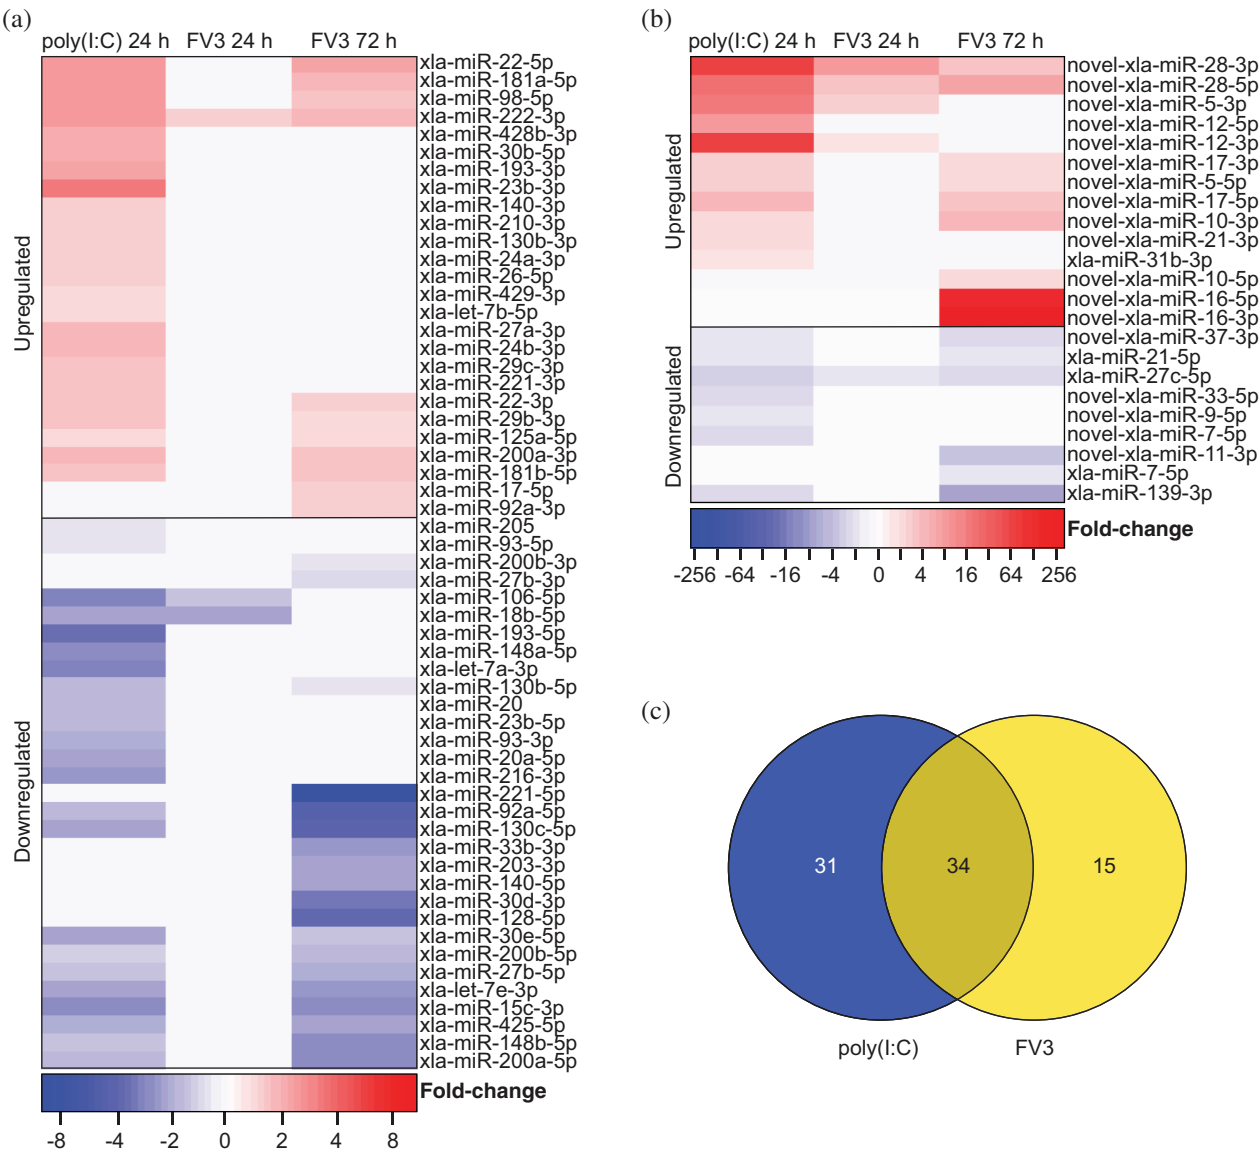 (a)
poly(I:C) 24 h FV3 24 h FV3 72 h
Upregulated
xla-miR-22-5p
xla-miR-181a-5p
xla-miR-98-5p
xla-miR-222-3p
xla-miR-428b-3p
xla-miR-30b-5p
xla-miR-193-3p
xla-miR-23b-3p
xla-miR-140-3p
xla-miR-210-3p
xla-miR-130b-3p
xla-miR-24a-3p
xla-miR-26-5p
xla-miR-429-3p
xla-let-7b-5p
xla-miR-27a-3p
xla-miR-24b-3p
xla-miR-29c-3p
xla-miR-221-3p
xla-miR-22-3p
xla-miR-29b-3p
xla-miR-125a-5p
xla-miR-200a-3p
xla-miR-181b-5p
xla-miR-17-5p
xla-miR-92a-3p
Downregulated
xla-miR-205
xla-miR-93-5p
xla-miR-200b-3p
xla-miR-27b-3p
xla-miR-106-5p
xla-miR-18b-5p
xla-miR-193-5p
xla-miR-148a-5p
xla-let-7a-3p
xla-miR-130b-5p
xla-miR-20
xla-miR-23b-5p
xla-miR-93-3p
xla-miR-20a-5p
xla-miR-216-3p
xla-miR-221-5p
xla-miR-92a-5p
xla-miR-130c-5p
xla-miR-33b-3p
xla-miR-203-3p
xla-miR-140-5p
xla-miR-30d-3p
xla-miR-128-5p
xla-miR-30e-5p
xla-miR-200b-5p
xla-miR-27b-5p
xla-let-7e-3p
xla-miR-15c-3p
xla-miR-425-5p
xla-miR-148b-5p
xla-miR-200a-5p
Fold-change
-8 -4 -2 0 2 4 8
(b)
poly(I:C) 24 h FV3 24 h FV3 72 h
Upregulated
novel-xla-miR-28-3p
novel-xla-miR-28-5p
novel-xla-miR-5-3p
novel-xla-miR-12-5p
novel-xla-miR-12-3p
novel-xla-miR-17-3p
novel-xla-miR-5-5p
novel-xla-miR-17-5p
novel-xla-miR-10-3p
novel-xla-miR-21-3p
xla-miR-31b-3p
novel-xla-miR-10-5p
novel-xla-miR-16-5p
novel-xla-miR-16-3p
Downregulated
novel-xla-miR-37-3p
xla-miR-21-5p
xla-miR-27c-5p
novel-xla-miR-33-5p
novel-xla-miR-9-5p
novel-xla-miR-7-5p
novel-xla-miR-11-3p
xla-miR-7-5p
xla-miR-139-3p
Fold-change
-256 -64 -16 -4 0 4 16 64 256
(c)
31 34 15
poly(I:C) FV3